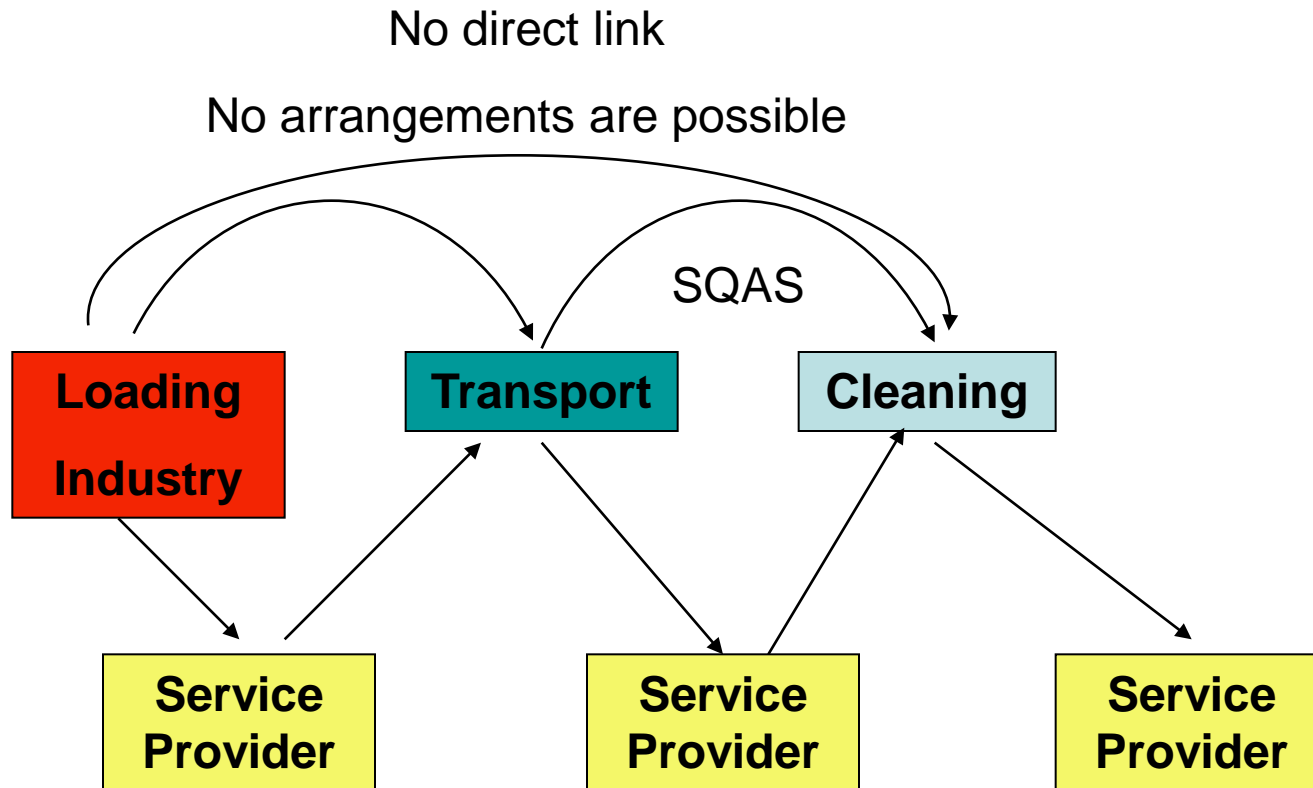 No direct link
No arrangements are possible
SQAS
Loading
Industry
Transport
Cleaning
Service
Provider
Service
Provider
Service
Provider